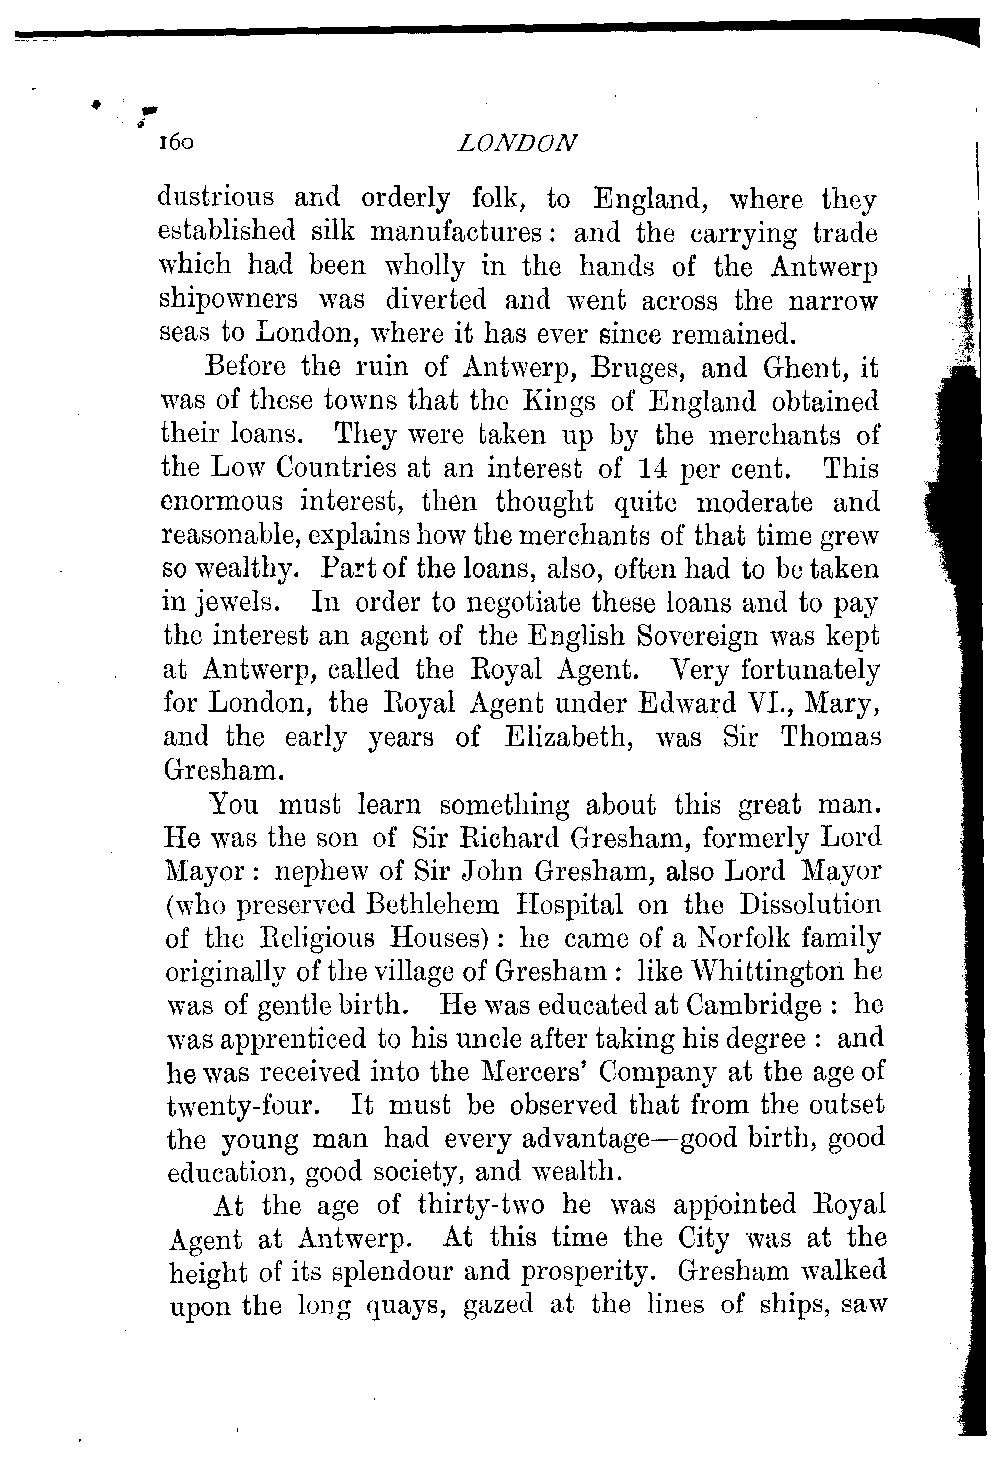 160 LONDON
dustrious and orderly folk, to England, where they
established silk manufactures : and the carrying trade
which had been wholly in the hands of the Antwerp
shipowners was diverted and went across the narrow
seas to London, where it has ever since remained.
Before the ruin of Antwerp, Bruges, and Ghent, it
was of these towns that the Kings of England obtained
their loans. They were taken up by the merchants of
the Low Countries at an interest of 14 per cent. This
enormous interest, then thought quite moderate and
reasonable, explains how the merchants of that time grew
so wealthy. Part of the loans, also, often had to be taken
in jewels. In order to negotiate these loans and to pay
the interest an agent of the English Sovereign was kept
at Antwerp, called the Royal Agent. Very fortunately
for London, the Royal Agent under Edward VI., Mary,
and the early years of Elizabeth, was Sir Thomas
Gresham.
You must learn something about this great man.
He was the son of Sir Richard Gresham, formerly Lord
Mayor : nephew of Sir John Gresham, also Lord Mayor
(who preserved Bethlehem Hospital on the Dissolution
of the Religious Houses) : he came of a Norfolk family
originally of the village of Gresham : like Whittington he
was of gentle birth. He was educated at Cambridge : he
was apprenticed to his uncle after taking his degree : and
he was received into the Mercers' Company at the age of
twenty-four. It must be observed that from the outset
the young man had every advantage—good birth, good
education, good society, and wealth.
At the age of thirty-two he was appointed Royal
Agent at Antwerp. At this time the City was at the
height of its splendour and prosperity. Gresham walked
upon the long quays, gazed at the lines of ships, saw